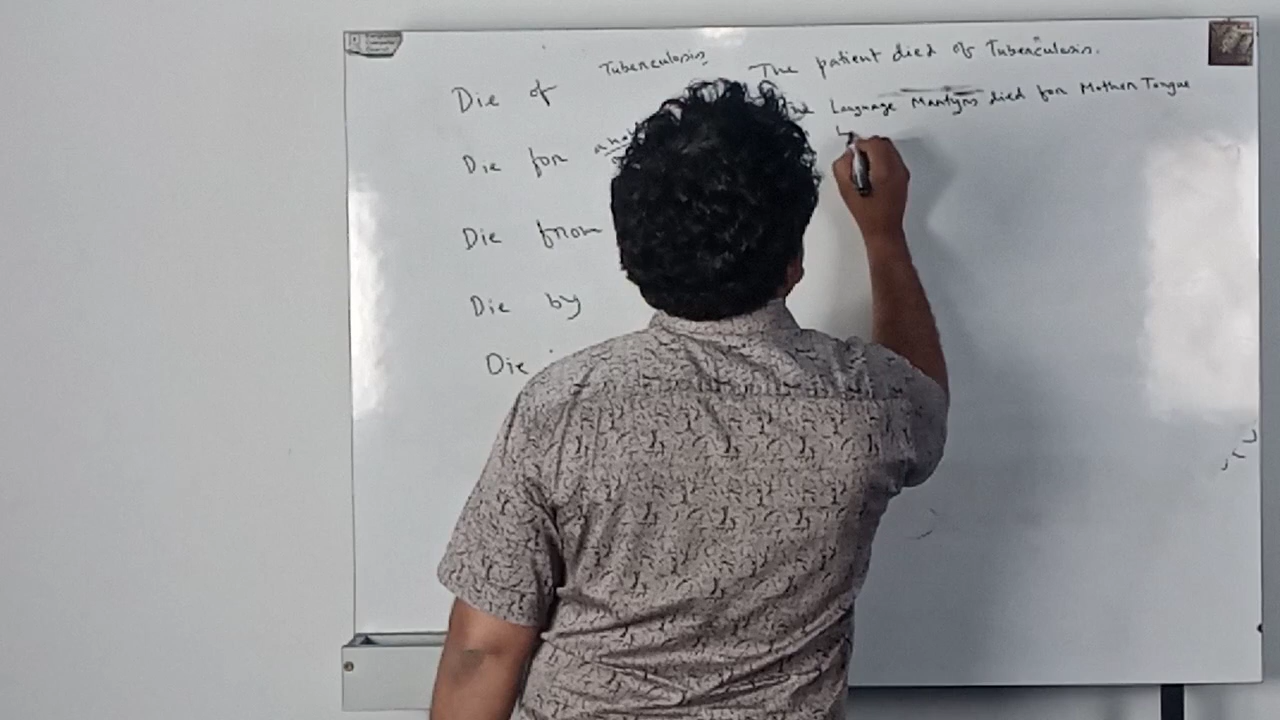 Die of Tuberculosis. The patient died of Tuberculosis.
Die for Language Martyrs died for Mother Tongue
Die from
Die by
Die